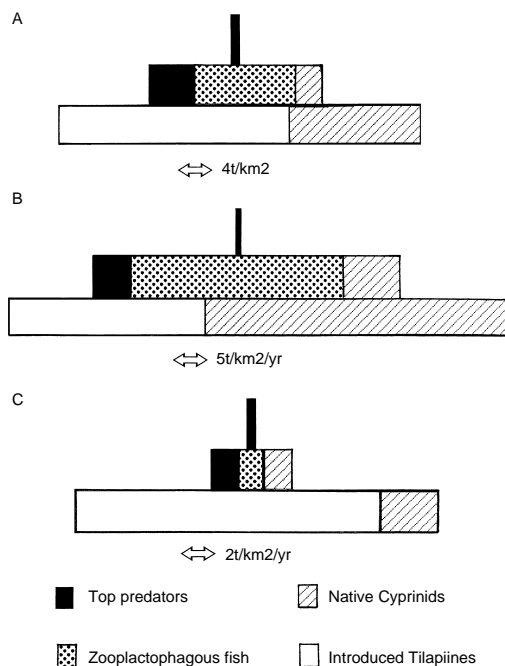 A
4t/km2
B
5t/km2/yr
C
2t/km2/yr
Top predators
Native Cyprinids
Zooplactophagous fish
Introduced Tilapiines